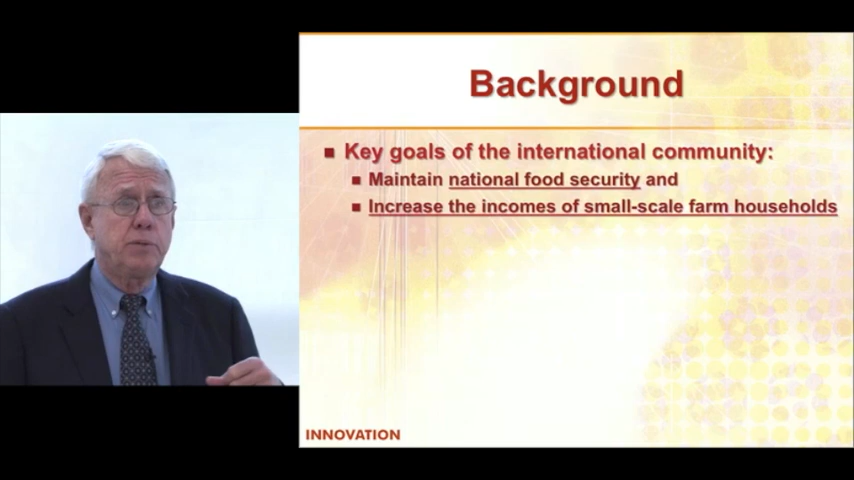 Background
Key goals of the international community:
Maintain national food security and
Increase the incomes of small-scale farm households
INNOVATION